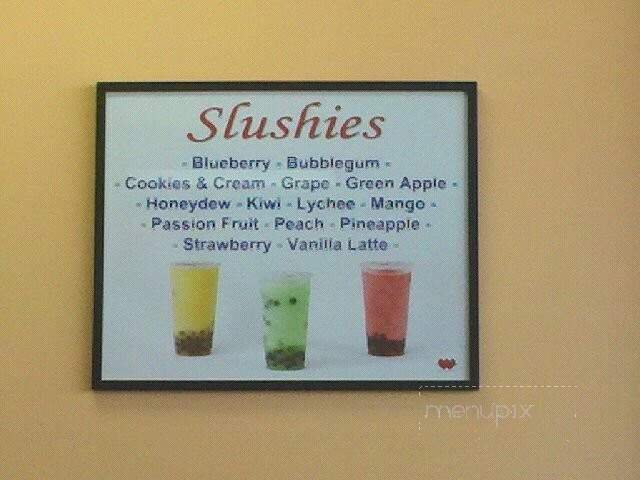 Slushies
- Blueberry - Bubblegum -
- Cookies & Cream - Grape - Green Apple -
- Honeydew - Kiwi - Lychee - Mango -
- Passion Fruit - Peach - Pineapple -
- Strawberry - Vanilla Latte -
menupix